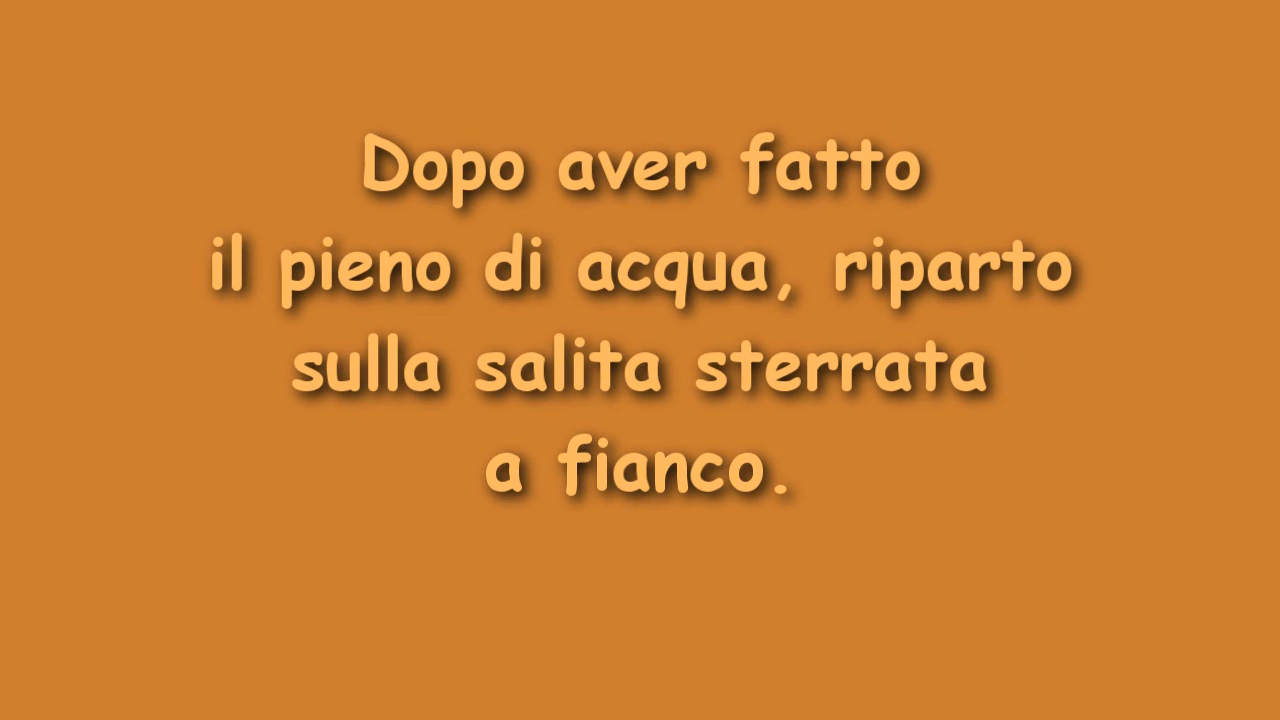 Dopo aver fatto
il pieno di acqua, riparto
sulla salita sterrata
a fianco.